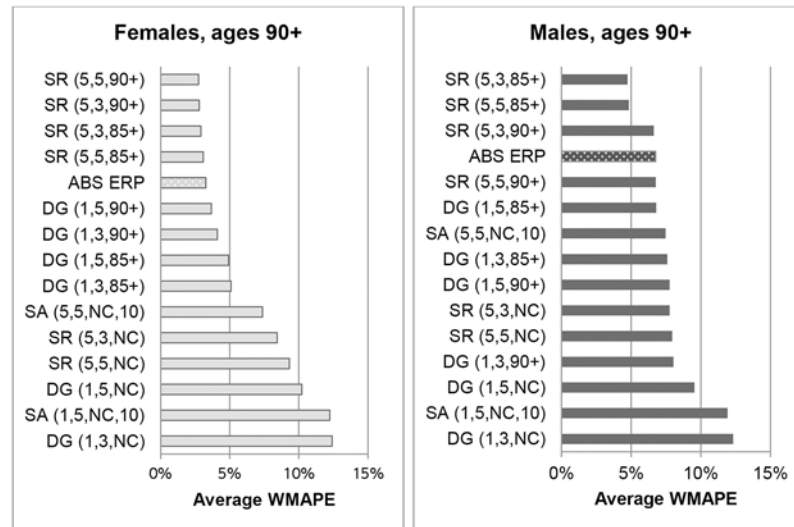 Females, ages 90+
SR (5,5,90+)
SR (5,3,90+)
SR (5,3,85+)
SR (5,5,85+)
ABS ERP
DG (1,5,90+)
DG (1,3,90+)
DG (1,5,85+)
DG (1,3,85+)
SA (5,5,NC,10)
SR (5,3,NC)
SR (5,5,NC)
DG (1,5,NC)
SA (1,5,NC,10)
DG (1,3,NC)
0% 5% 10% 15%
Average WMAPE
Males, ages 90+
SR (5,3,85+)
SR (5,5,85+)
SR (5,3,90+)
ABS ERP
SR (5,5,90+)
DG (1,5,85+)
SA (5,5,NC,10)
DG (1,3,85+)
DG (1,5,90+)
SR (5,3,NC)
SR (5,5,NC)
DG (1,3,90+)
DG (1,5,NC)
SA (1,5,NC,10)
DG (1,3,NC)
0% 5% 10% 15%
Average WMAPE